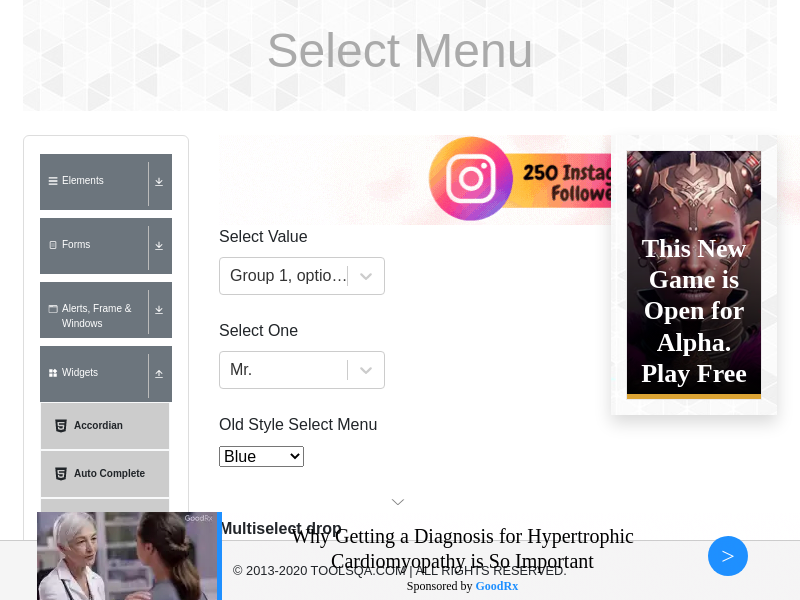 Select Menu
Elements
Forms
Alerts, Frame &
Windows
Widgets
Accordian
Auto Complete
250 Instag
Followe
Select Value
Group 1, optio...
Select One
Mr.
Old Style Select Menu
Blue
Multiselect drop
This New
Game is
Open for
Alpha.
Play Free
GoodRx
Why Getting a Diagnosis for Hypertrophic
Cardiomyopathy is So Important
Sponsored by GoodRx
>
© 2013-2020 TOOLSQA.COM | ALL RIGHTS RESERVED.